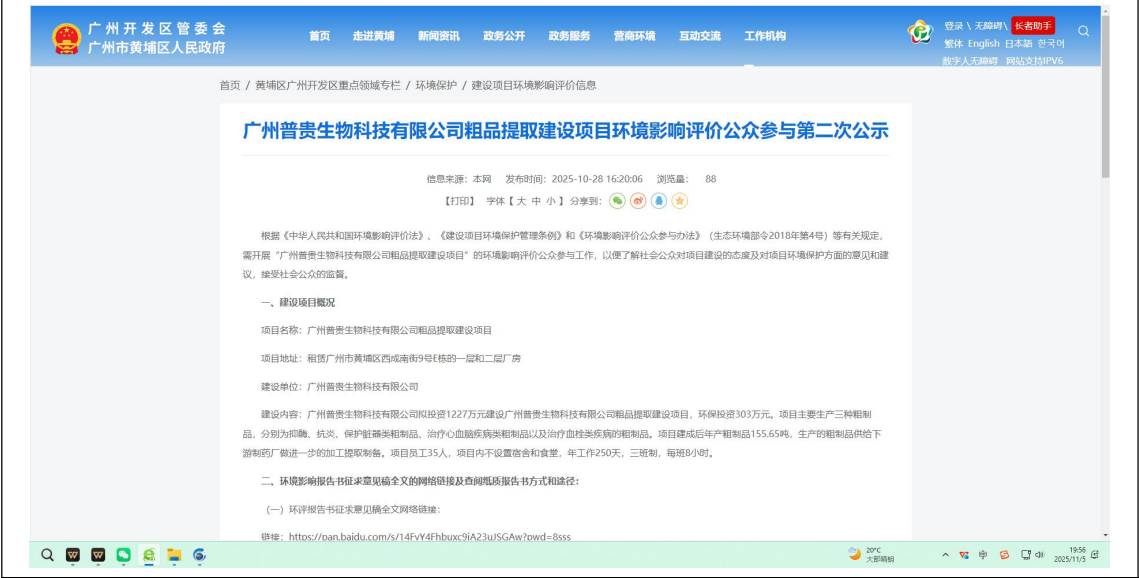 广州开发区管委会
广州市黄埔区人民政府
首页 走进黄埔 新闻资讯 政务公开 政务服务 营商环境 互动交流 工作机构
登录 \ 无障碍\ 长者助手
繁体 English 日本語 한국어
数字人无障碍 网站支持IPV6
首页 / 黄埔区广州开发区重点领域专栏 / 环境保护 / 建设项目环境影响评价信息
广州普贵生物科技有限公司粗品提取建设项目环境影响评价公众参与第二次公示
信息来源：本网 发布时间：2025-10-28 16:20:06 浏览量： 88
【打印】 字体【 大 中 小 】 分享到：
根据《中华人民共和国环境影响评价法》、《建设项目环境保护管理条例》和《环境影响评价公众参与办法》（生态环境部令2018年第4号）等有关规定，
需开展“广州普贵生物科技有限公司粗品提取建设项目”的环境影响评价公众参与工作，以便了解社会公众对项目建设的态度及对项目环境保护方面的意见和建
议，接受社会公众的监督。
一、建设项目概况
项目名称：广州普贵生物科技有限公司粗品提取建设项目
项目地址：租赁广州市黄埔区西成南街9号E栋的一层和二层厂房
建设单位：广州普贵生物科技有限公司
建设内容：广州普贵生物科技有限公司拟投资1227万元建设广州普贵生物科技有限公司粗品提取建设项目，环保投资303万元。项目主要生产三种粗制
品，分别为抑酶、抗炎、保护脏器类粗制品、治疗心血脑疾病类粗制品以及治疗血栓类疾病的粗制品。项目建成后年产粗制品155.65吨，生产的粗制品供给下
游制药厂做进一步的加工提取制备。项目员工35人，项目内不设置宿舍和食堂，年工作250天，三班制，每班8小时。
二、环境影响报告书征求意见稿全文的网络链接及查阅纸质报告书方式和途径：
（一）环评报告书征求意见稿全文网络链接：
链接：https://pan.baidu.com/s/14FvY4Fhbuxc9iA23uJSGAw?pwd=8sss
20°C
大部晴朗
中
19:56
2025/11/5